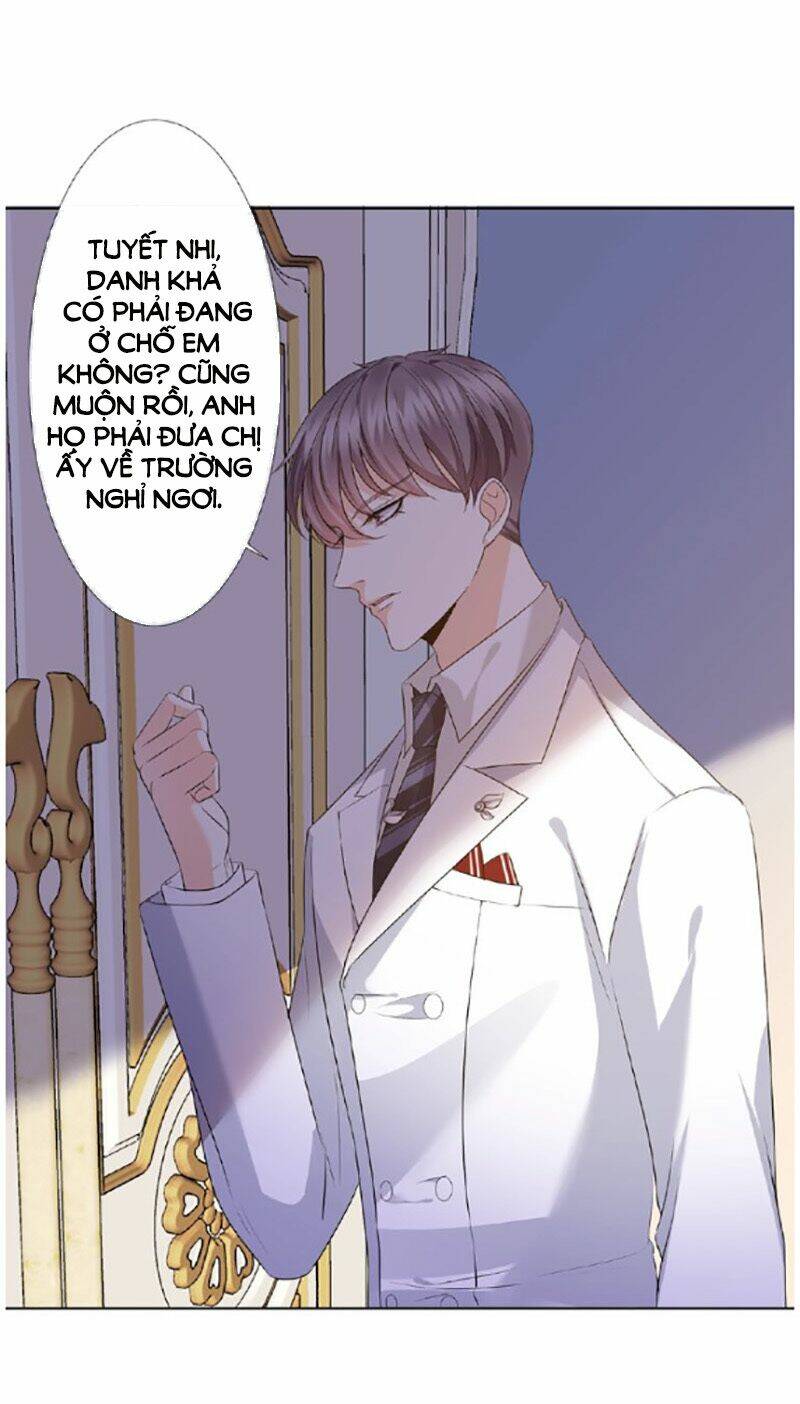 TUYẾT NHI,
DANH KHẢ
CÓ PHẢI ĐANG
Ở CHỖ EM
KHÔNG? CŨNG
MUỘN RỒI, ANH
HỌ PHẢI ĐƯA CHỊ
ẤY VỀ TRƯỜNG
NGHỈ NGƠI.